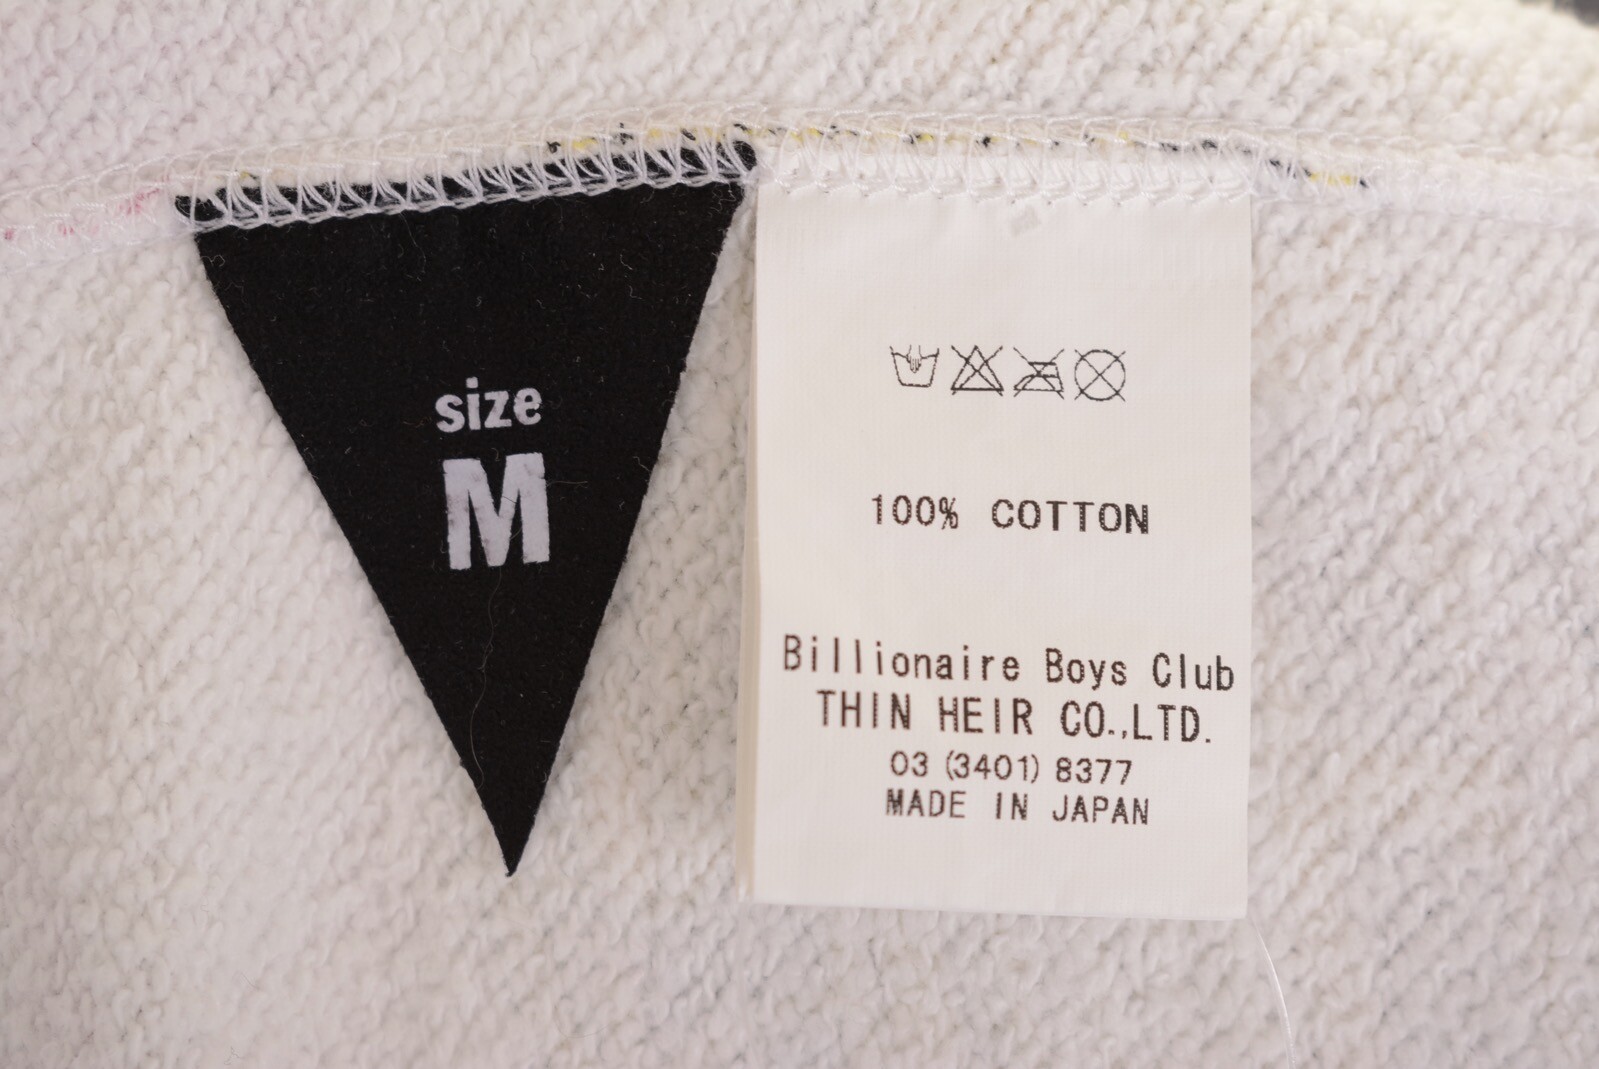 size
M
100% COTTON
Billionaire Boys Club
THIN HEIR CO.,LTD.
03 (3401) 8377
MADE IN JAPAN